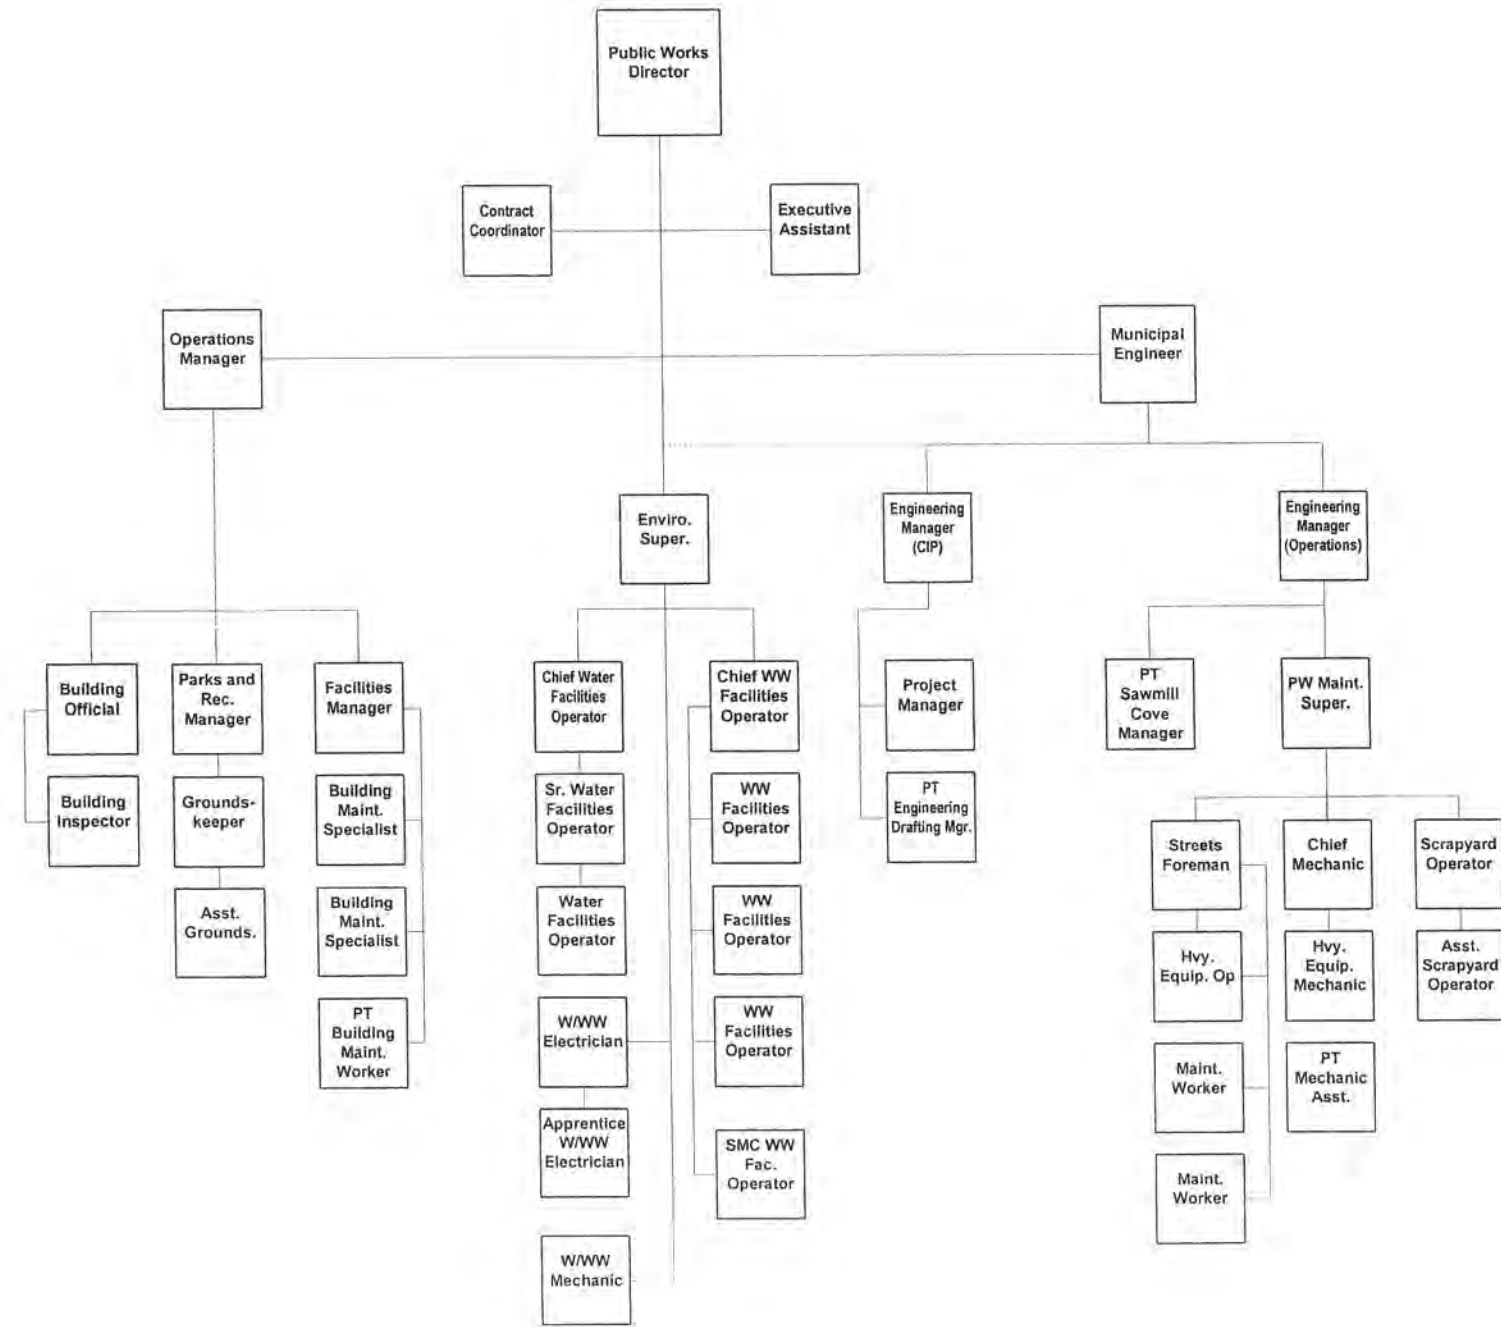 Public Works
Director
Contract
Coordinator
Executive
Assistant
Operations
Manager
Municipal
Engineer
Enviro.
Super.
Engineering
Manager
(CIP)
Engineering
Manager
(Operations)
Building
Official
Parks and
Rec.
Manager
Facilities
Manager
Chief Water
Facilities
Operator
Chief WW
Facilities
Operator
Project
Manager
PT
Sawmill
Cove
Manager
PW Maint.
Super.
Building
Inspector
Grounds-
keeper
Building
Maint.
Specialist
Sr. Water
Facilities
Operator
WW
Facilities
Operator
PT
Engineering
Drafting Mgr.
Streets
Foreman
Chief
Mechanic
Scrapyard
Operator
Asst.
Grounds.
Building
Maint.
Specialist
Water
Facilities
Operator
WW
Facilities
Operator
Hvy.
Equip. Op
Hvy.
Equip.
Mechanic
Asst.
Scrapyard
Operator
PT
Building
Maint.
Worker
W/WW
Electrician
WW
Facilities
Operator
Maint.
Worker
PT
Mechanic
Asst.
Apprentice
W/WW
Electrician
SMC WW
Fac.
Operator
Maint.
Worker
W/WW
Mechanic